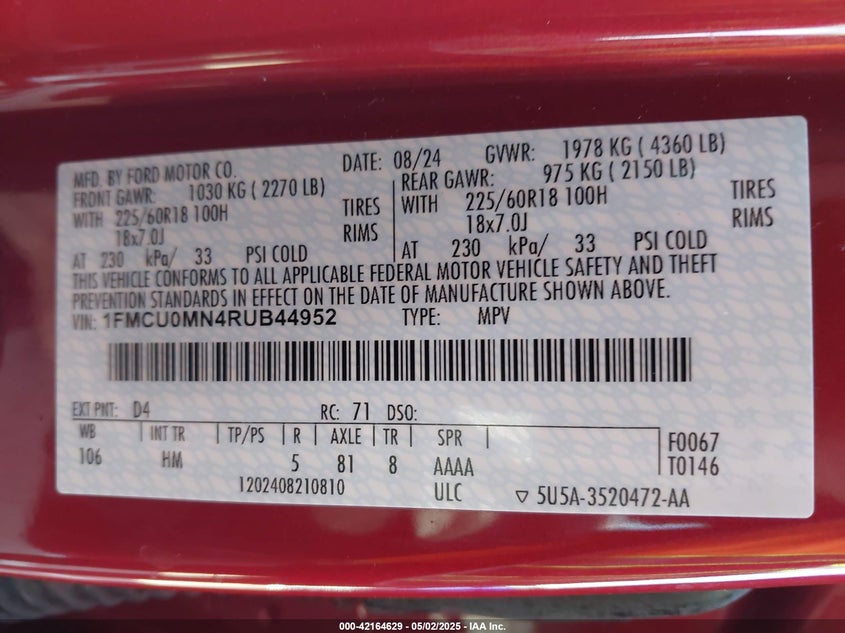 MFD. BY FORD MOTOR CO. DATE: 08/24 GVWR: 1978 KG ( 4360 LB)
FRONT GAWR: 1030 KG ( 2270 LB) REAR GAWR: 975 KG ( 2150 LB)
WITH 225/60R18 100H TIRES WITH 225/60R18 100H TIRES
18x7.0J RIMS 18x7.0J RIMS
AT 230 kPa/ 33 PSI COLD AT 230 kPa/ 33 PSI COLD
THIS VEHICLE CONFORMS TO ALL APPLICABLE FEDERAL MOTOR VEHICLE SAFETY AND THEFT
PREVENTION STANDARDS IN EFFECT ON THE DATE OF MANUFACTURE SHOWN ABOVE.
VIN: 1FMCU0MN4RUB44952 TYPE: MPV
EXT PNT: D4 RC: 71 DSO:
WB INT TR TP/PS R AXLE TR SPR F0067
106 HM 5 81 8 AAAA T0146
1202408210810 ULC ▽ 5U5A-3520472-AA
000-42164629 - 05/02/2025 - IAA Inc.